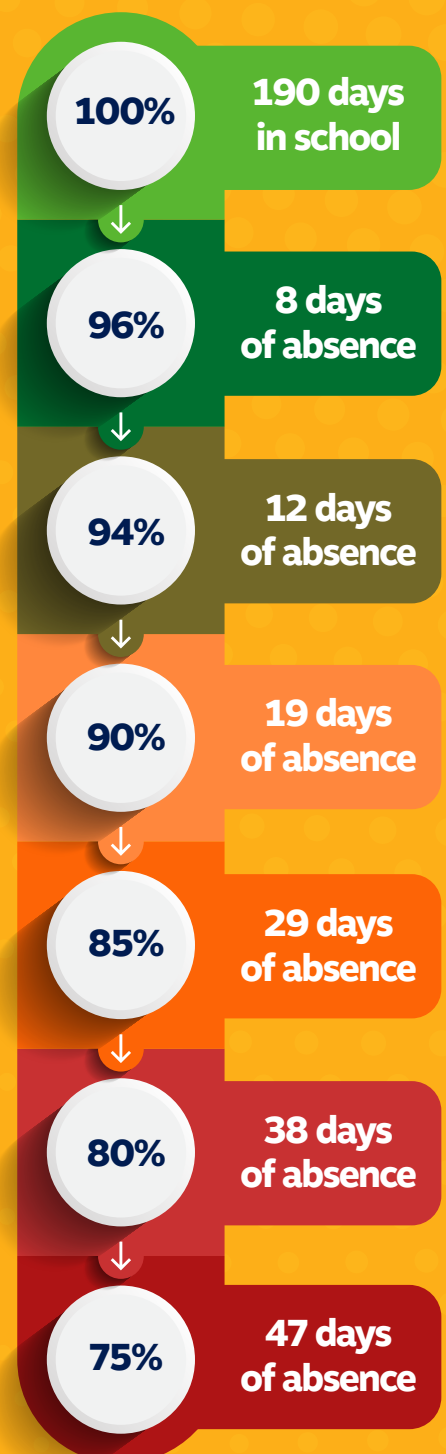 100%
190 days
in school
96%
8 days
of absence
94%
12 days
of absence
90%
19 days
of absence
85%
29 days
of absence
80%
38 days
of absence
75%
47 days
of absence